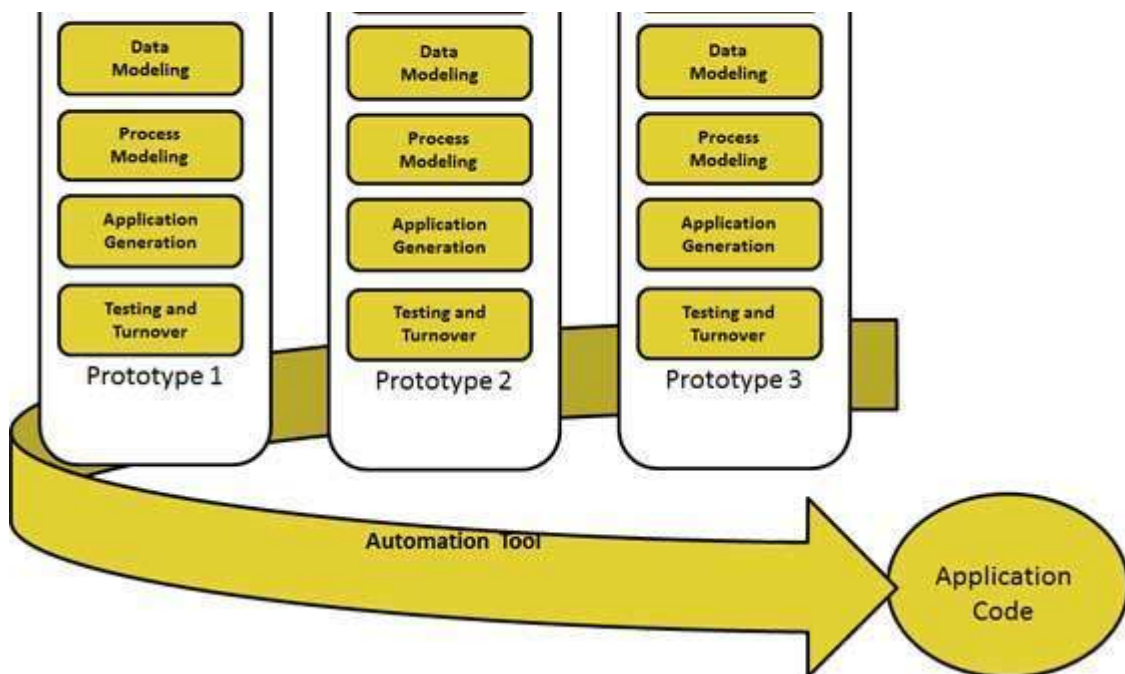 Data
Modeling
Process
Modeling
Application
Generation
Testing and
Turnover
Prototype 1
Data
Modeling
Process
Modeling
Application
Generation
Testing and
Turnover
Prototype 2
Data
Modeling
Process
Modeling
Application
Generation
Testing and
Turnover
Prototype 3
Automation Tool
Application
Code